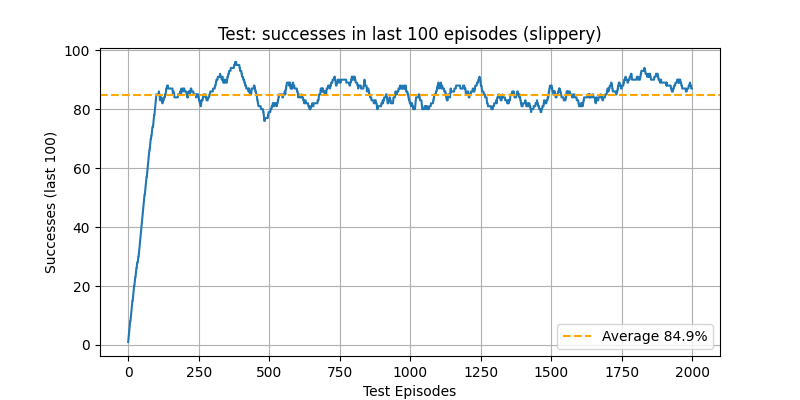 Test: successes in last 100 episodes (slippery)
Successes (last 100)
100
80
60
40
20
0
0 250 500 750 1000 1250 1500 1750 2000
Test Episodes
Average 84.9%